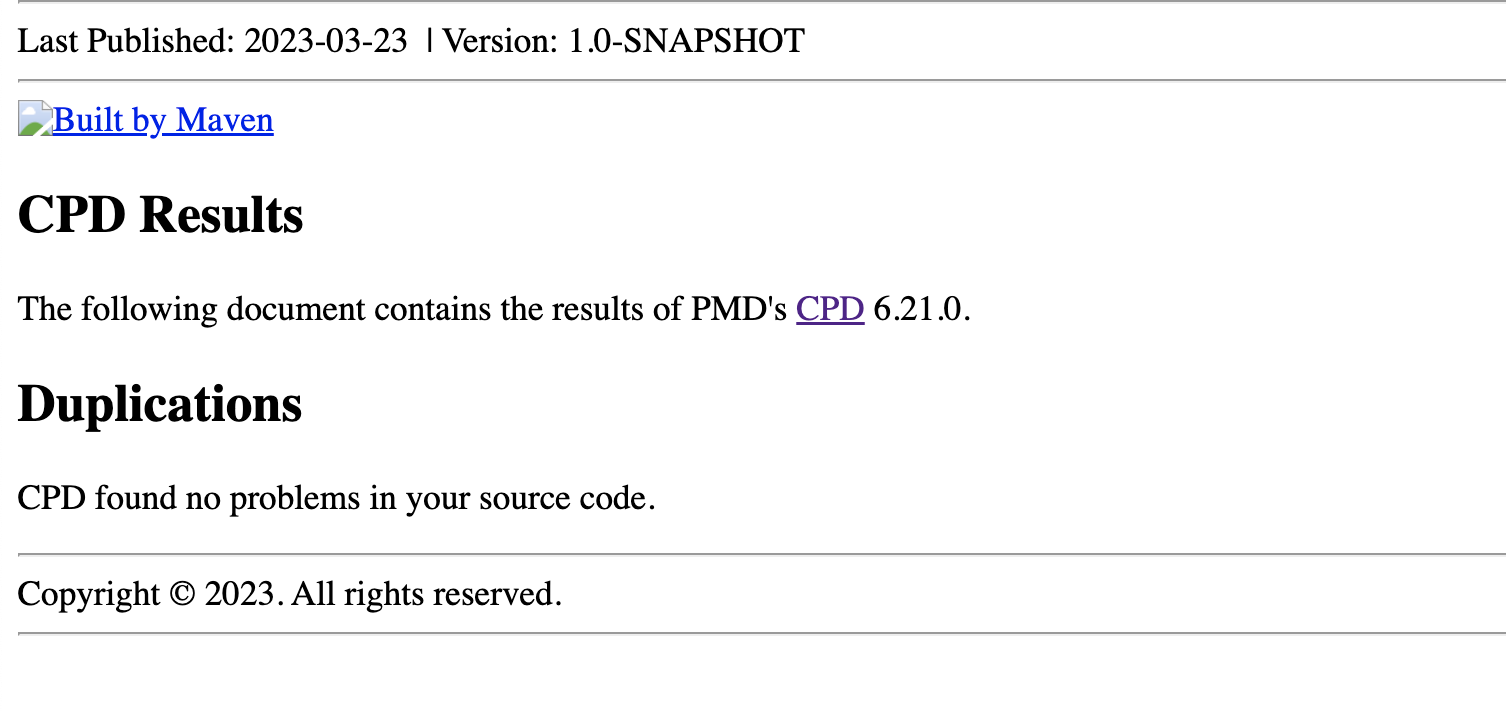 Last Published: 2023-03-23 | Version: 1.0-SNAPSHOT
Built by Maven
CPD Results
The following document contains the results of PMD's CPD 6.21.0.
Duplications
CPD found no problems in your source code.
Copyright © 2023. All rights reserved.